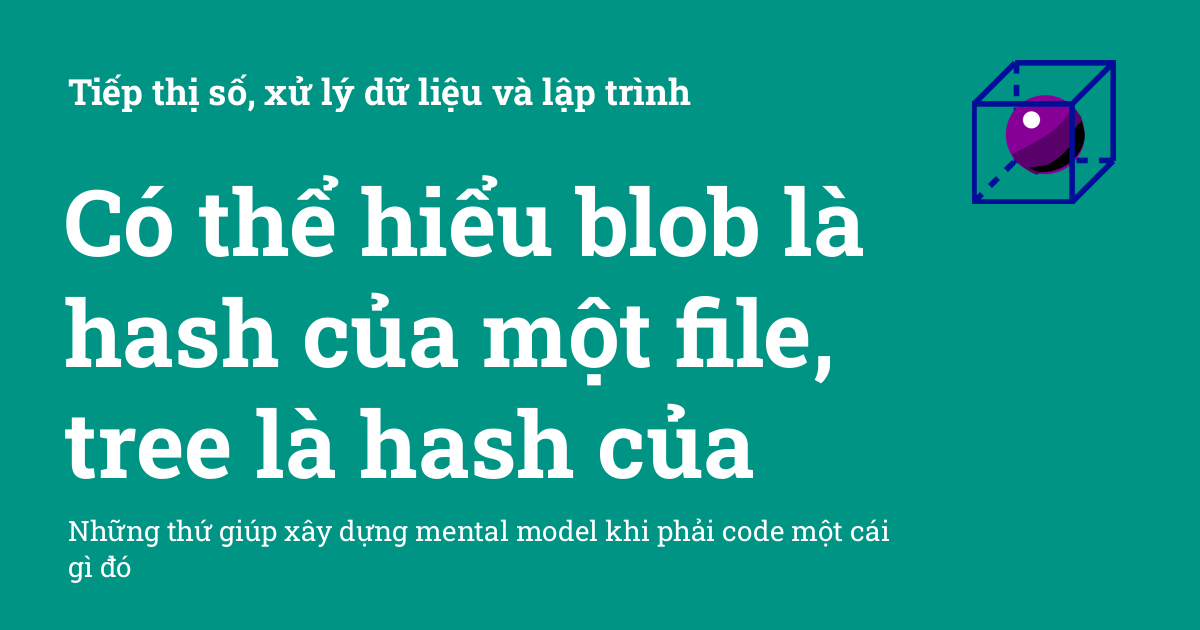 Tiếp thị số, xử lý dữ liệu và lập trình
Có thể hiểu blob là
hash của một file,
tree là hash của
Những thứ giúp xây dựng mental model khi phải code một cái
gì đó